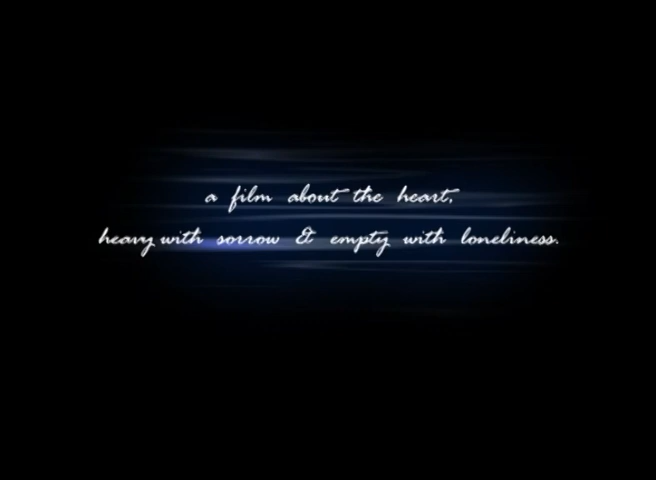 a film about the heart,
heavy with sorrow & empty with loneliness.